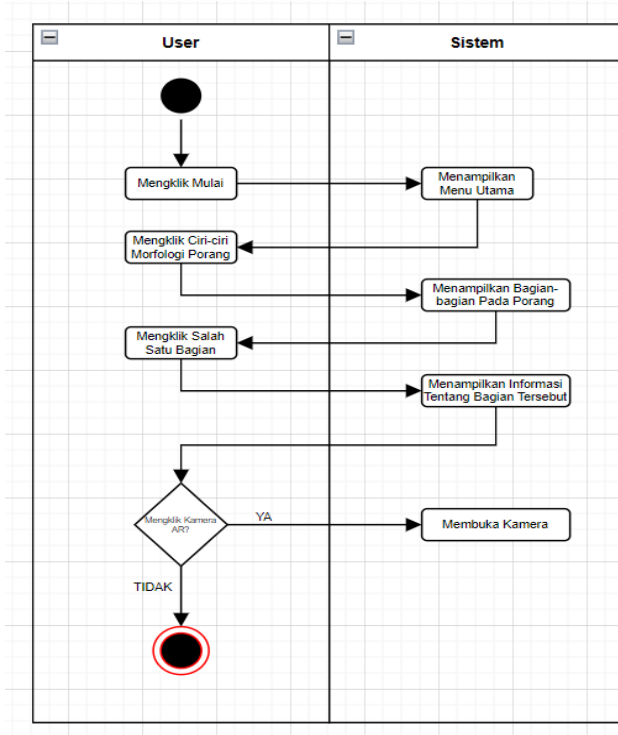 User
Sistem
Mengklik Mulai
Menampilkan
Menu Utama
Mengklik Ciri-ciri
Morfologi Porang
Menampilkan Bagian-
bagian Pada Porang
Mengklik Salah
Satu Bagian
Menampilkan Informasi
Tentang Bagian Tersebut
Mengklik Kamera
AR?
YA
Membuka Kamera
TIDAK